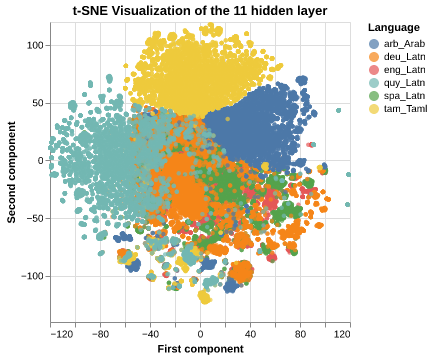 t-SNE Visualization of the 11 hidden layer
Language
arb_Arab
deu_Latn
eng_Latn
quy_Latn
spa_Latn
tam_Taml
Second component
100
50
0
−50
−100
−120 −80 −40 0 40 80 120
First component